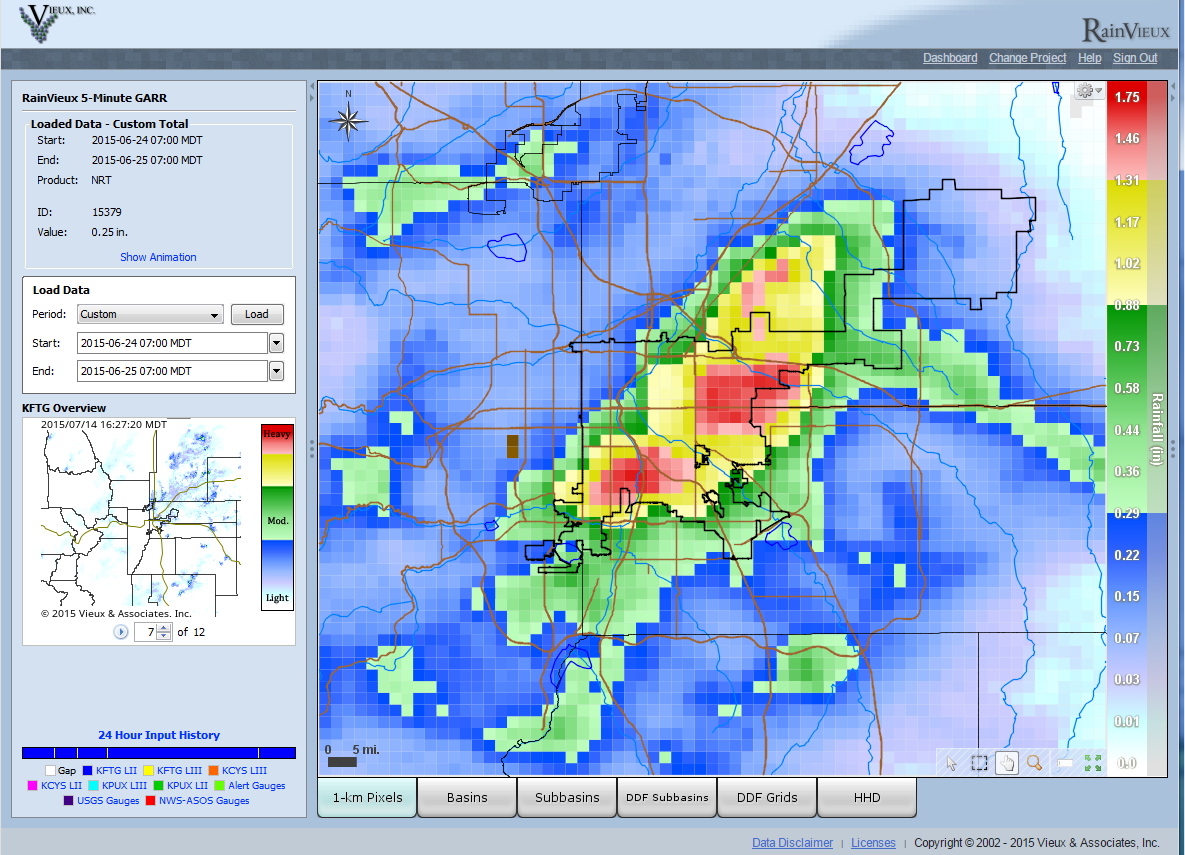 VIEUX, INC.
RAINVIEUX
Dashboard Change Project Help Sign Out
RainVieux 5-Minute GARR
Loaded Data - Custom Total
Start: 2015-06-24 07:00 MDT
End: 2015-06-25 07:00 MDT
Product: NRT
ID: 15379
Value: 0.25 in.
Show Animation
Load Data
Period: Custom Load
Start: 2015-06-24 07:00 MDT
End: 2015-06-25 07:00 MDT
KFTG Overview
2015/07/14 16:27:20 MDT
Heavy
Mod.
Light
© 2015 Vieux & Associates, Inc.
7 of 12
24 Hour Input History
Gap KFTG LII KFTG LIII KCYS LIII
KCYS LII KPUX LIII KPUX LII Alert Gauges
USGS Gauges NWS-ASOS Gauges
N
0 5 mi.
1.75
1.46
1.31
1.17
1.02
0.88
0.73
0.58
0.44
0.36
0.29
0.22
0.15
0.07
0.03
0.01
0.0
Rainfall (in)
1-km Pixels Basins Subbasins DDF Subbasins DDF Grids HHD
Data Disclaimer | Licenses | Copyright © 2002 - 2015 Vieux & Associates, Inc.